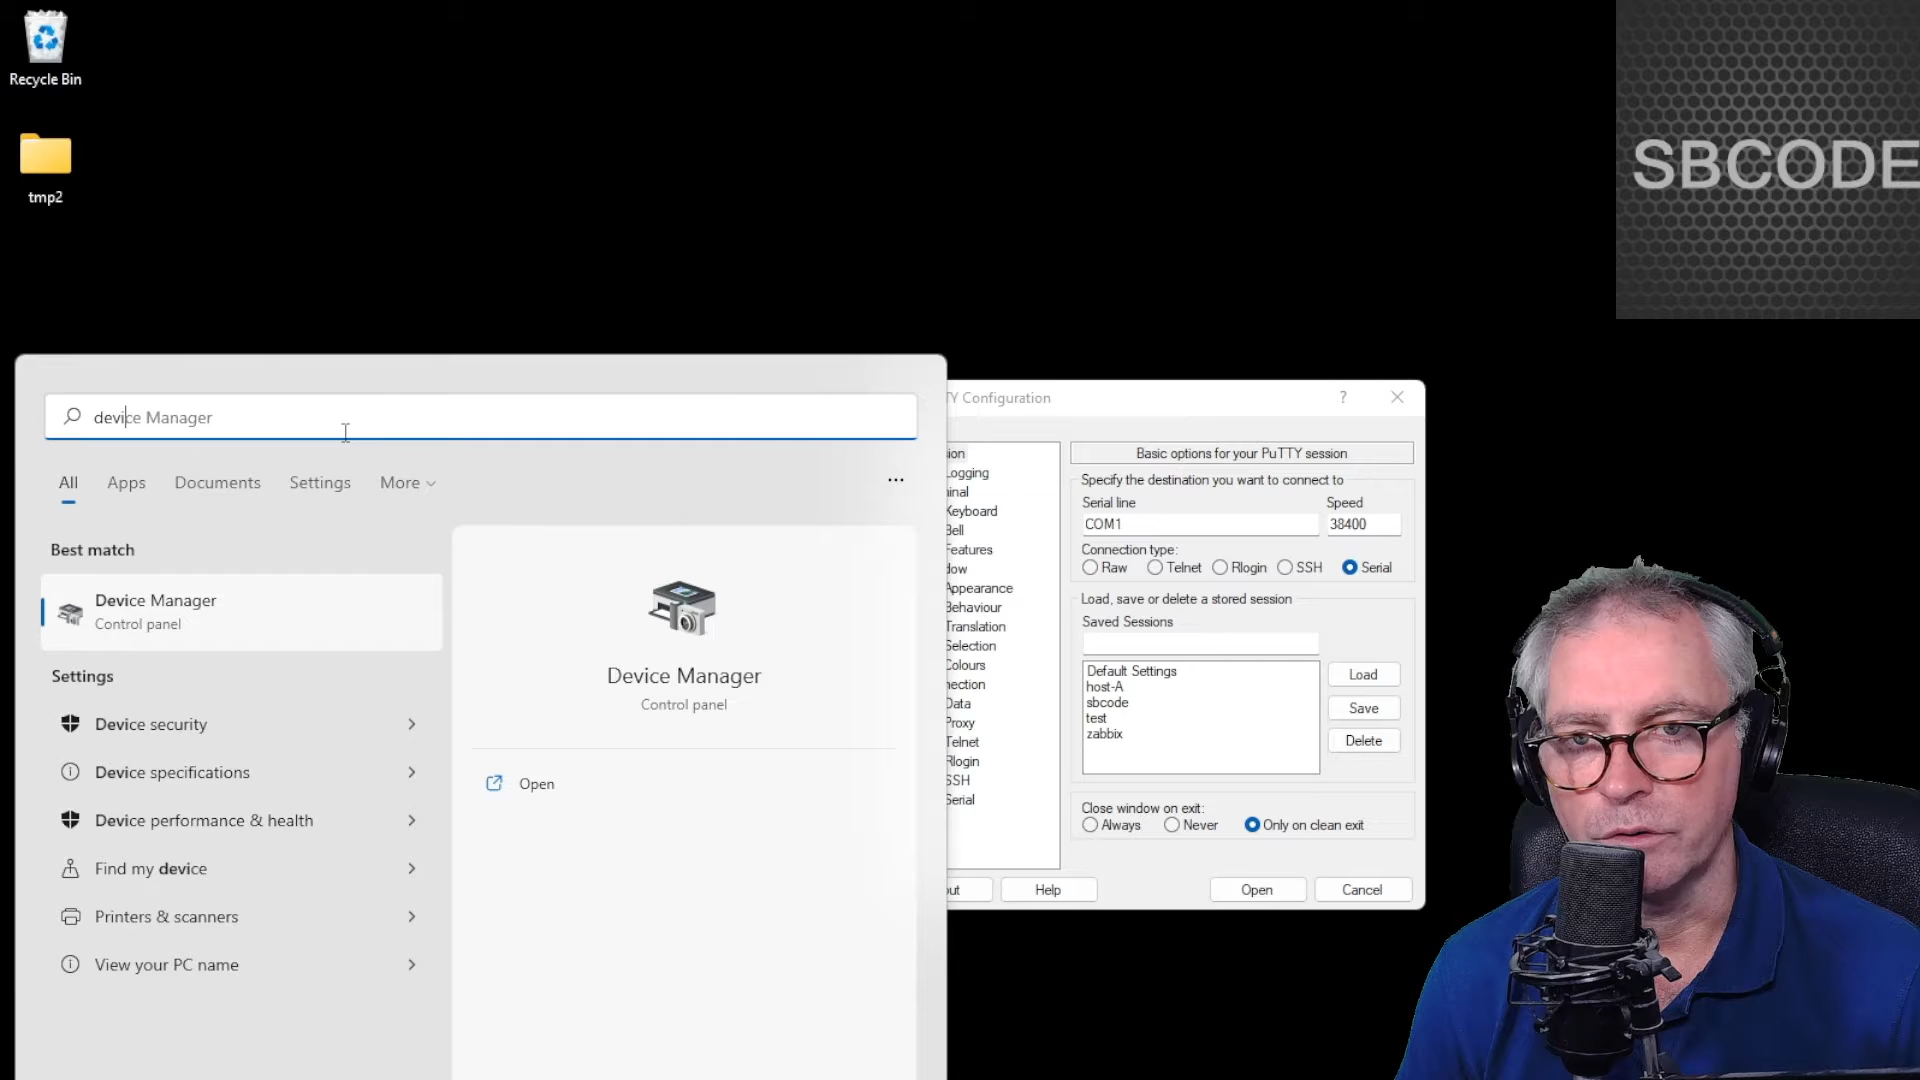 Recycle Bin
tmp2
SBCODE
device Manager
All Apps Documents Settings More ...
Best match
Device Manager
Control panel
Settings
Device security
Device specifications
Device performance & health
Find my device
Printers & scanners
View your PC name
Device Manager
Control panel
Open
TY Configuration
?
ion
Logging
inal
Keyboard
Bell
Features
dow
Appearance
Behaviour
Translation
Selection
Colours
nection
Data
Proxy
Telnet
Rlogin
SSH
Serial
Basic options for your PuTTY session
Specify the destination you want to connect to
Serial line Speed
COM1 38400
Connection type:
Raw Telnet Rlogin SSH Serial
Load, save or delete a stored session
Saved Sessions
Default Settings
host-A
sbcode
test
zabbix
Load
Save
Delete
Close window on exit:
Always Never Only on clean exit
out Help Open Cancel